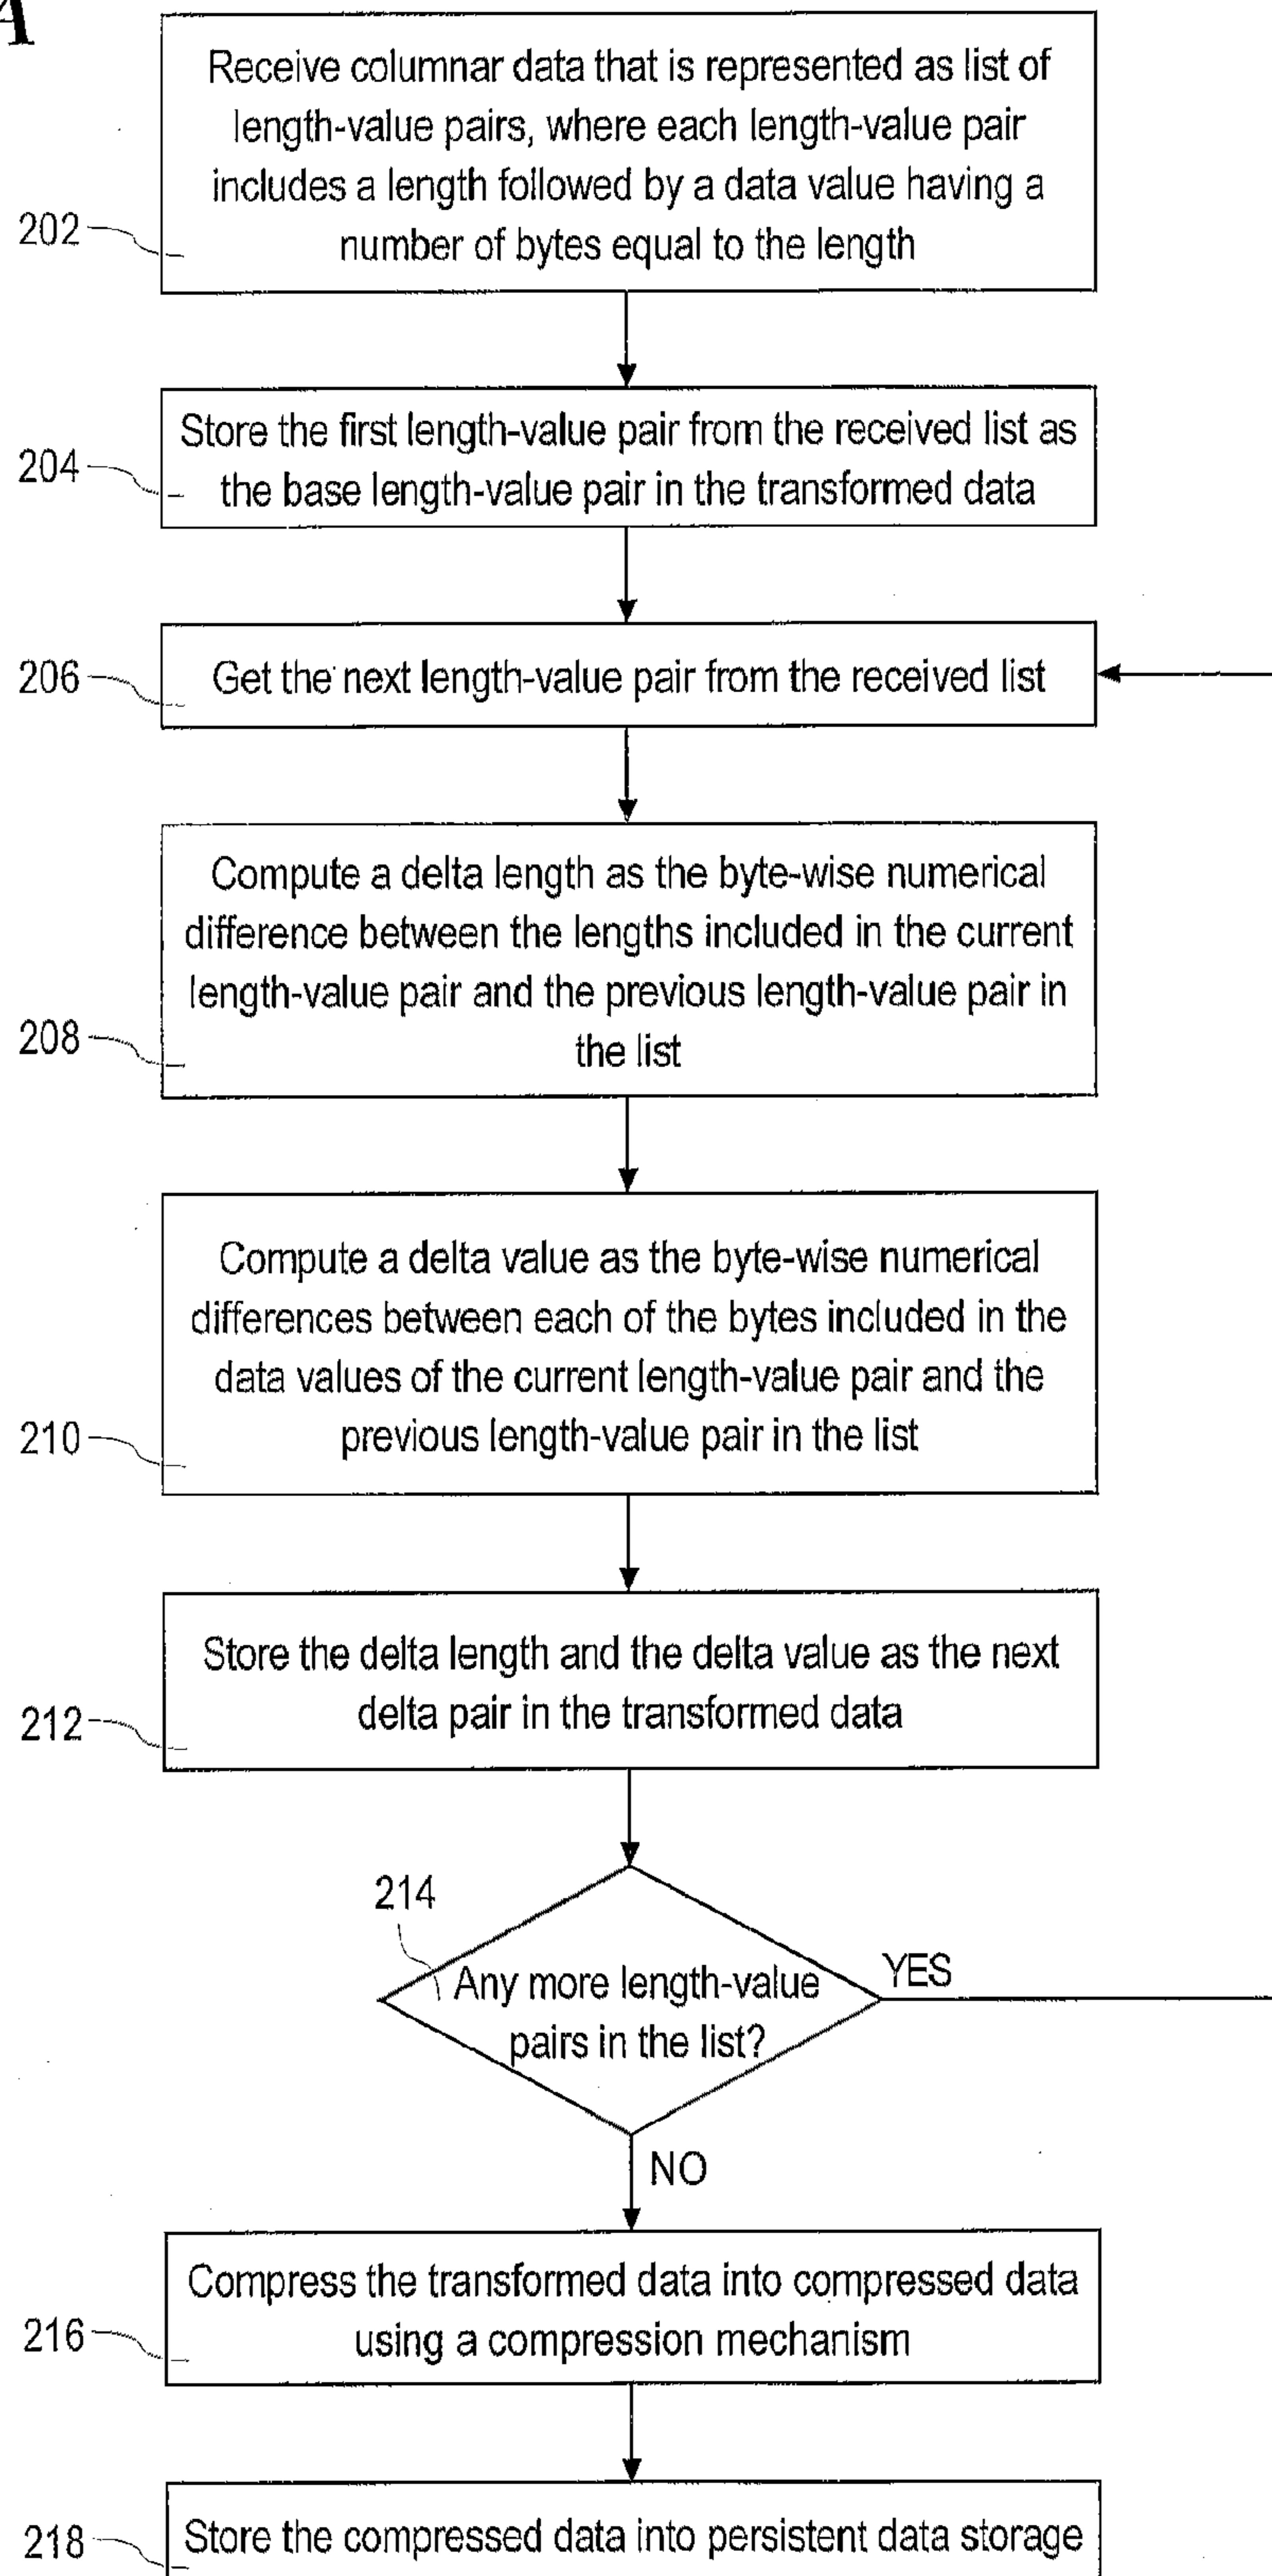 A
Receive columnar data that is represented as list of
length-value pairs, where each length-value pair
includes a length followed by a data value having a
202
number of bytes equal to the length
Store the first length-value pair from the received list as
204
the base length-value pair in the transformed data
206
Get the next length-value pair from the received list
Compute a delta length as the byte-wise numerical
difference between the lengths included in the current
length-value pair and the previous length-value pair in
208
the list
Compute a delta value as the byte-wise numerical
differences between each of the bytes included in the
data values of the current length-value pair and the
210
previous length-value pair in the list
Store the delta length and the delta value as the next
212
delta pair in the transformed data
214
Any more length-value
pairs in the list?
YES
NO
Compress the transformed data into compressed data
216
using a compression mechanism
218
Store the compressed data into persistent data storage